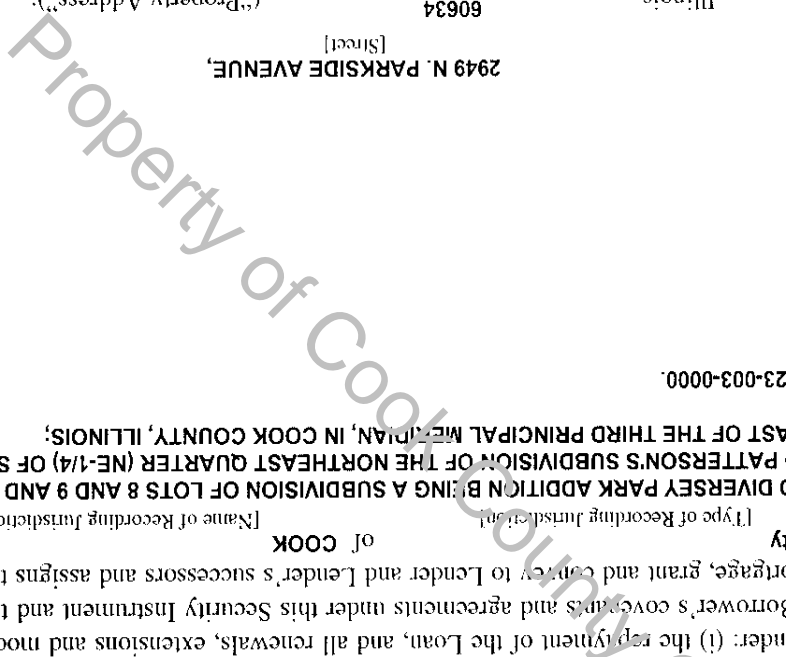 nder: (i) the repayment of the Loan, and all renewals, extensions and mod
Borrower's covenants and agreements under this Security Instrument and t
ortgage, grant and convey to Lender and Lender's successors and assigns t
ty of COOK
[Type of Recording Jurisdiction] [Name of Recording Jurisdiction
D DIVERSEY PARK ADDITION BEING A SUBDIVISION OF LOTS 8 AND 9 AND
PATTERSON'S SUBDIVISION OF THE NORTHEAST QUARTER (NE-1/4) OF S
AST OF THE THIRD PRINCIPAL MERIDIAN, IN COOK COUNTY, ILLINOIS;
23-003-0000.
2949 N. PARKSIDE AVENUE,
[Street]
Illinois 60634 ("Property Address"):
Property of Cook County C